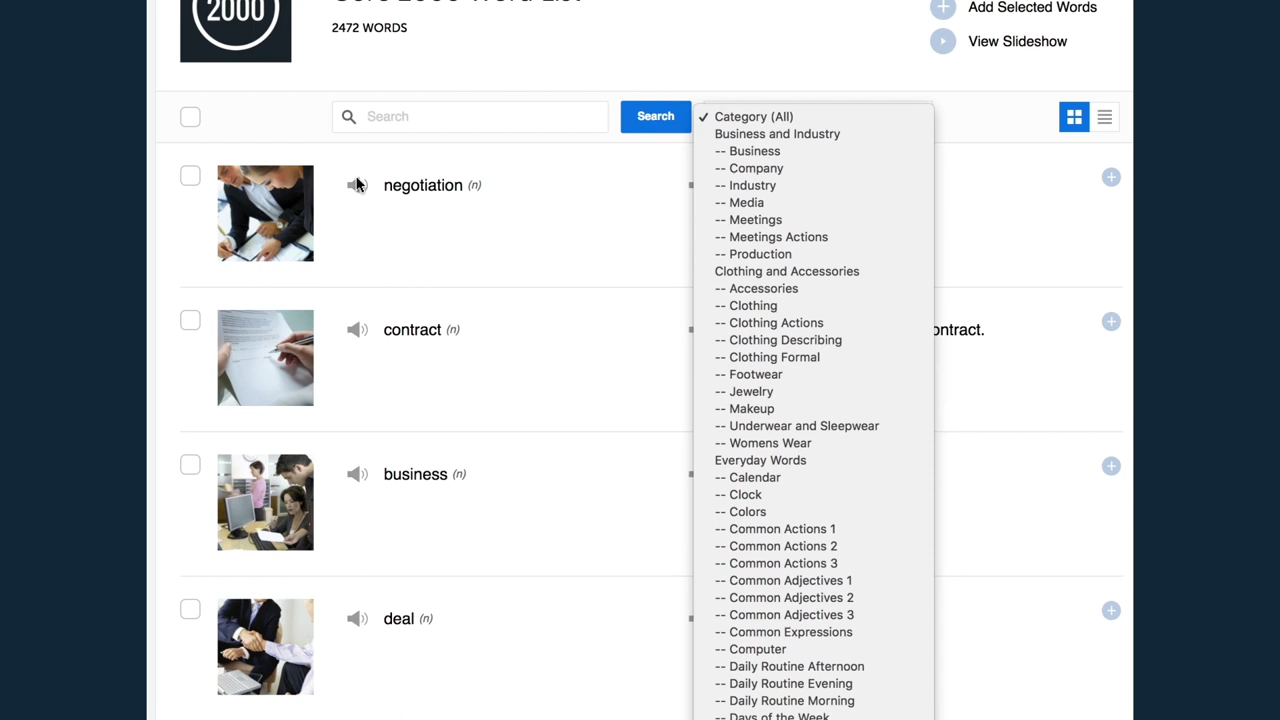 2000
2472 WORDS
Add Selected Words
View Slideshow
Search
Search
Category (All)
Business and Industry
-- Business
-- Company
-- Industry
-- Media
-- Meetings
-- Meetings Actions
-- Production
Clothing and Accessories
-- Accessories
-- Clothing
-- Clothing Actions
-- Clothing Describing
-- Clothing Formal
-- Footwear
-- Jewelry
-- Makeup
-- Underwear and Sleepwear
-- Womens Wear
Everyday Words
-- Calendar
-- Clock
-- Colors
-- Common Actions 1
-- Common Actions 2
-- Common Actions 3
-- Common Adjectives 1
-- Common Adjectives 2
-- Common Adjectives 3
-- Common Expressions
-- Computer
-- Daily Routine Afternoon
-- Daily Routine Evening
-- Daily Routine Morning
-- Days of the Week
negotiation (n)
contract (n)
ontract.
business (n)
deal (n)